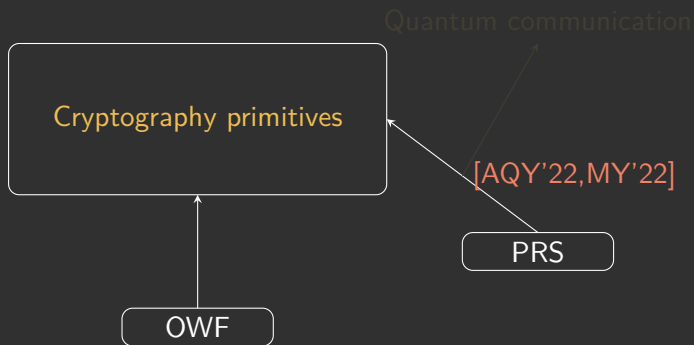 Quantum communication
Cryptography primitives
[AQY'22,MY'22]
PRS
OWF